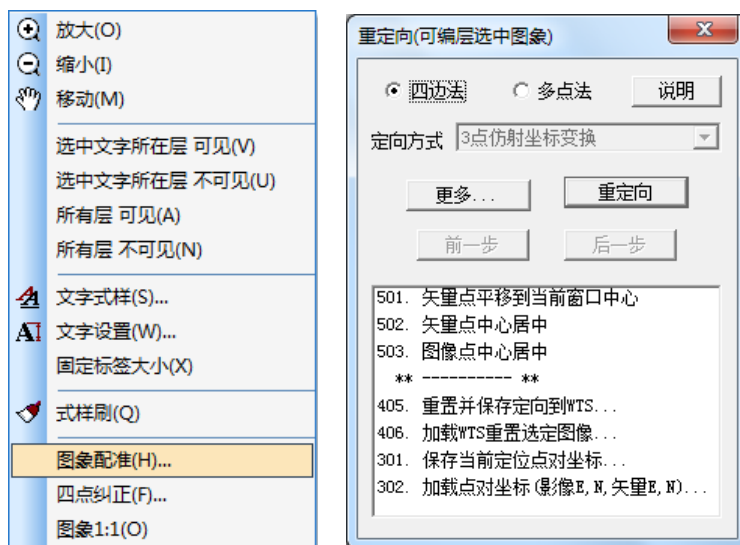 放大(O)
缩小(I)
移动(M)
选中文字所在层 可见(V)
选中文字所在层 不可见(U)
所有层 可见(A)
所有层 不可见(N)
文字式样(S)...
文字设置(W)...
固定标签大小(X)
式样刷(Q)
图象配准(H)...
四点纠正(F)...
图象1:1(O)
重定向(可编层选中图象)
四边法 多点法 说明
定向方式 3点仿射坐标变换
更多... 重定向
前一步 后一步
501. 矢量点平移到当前窗口中心
502. 矢量点中心居中
503. 图像点中心居中
** ---------- **
405. 重置并保存定向到WTS...
406. 加载WTS重置选定图像...
301. 保存当前定位点对坐标...
302. 加载点对坐标(影像E,N,矢量E,N)...